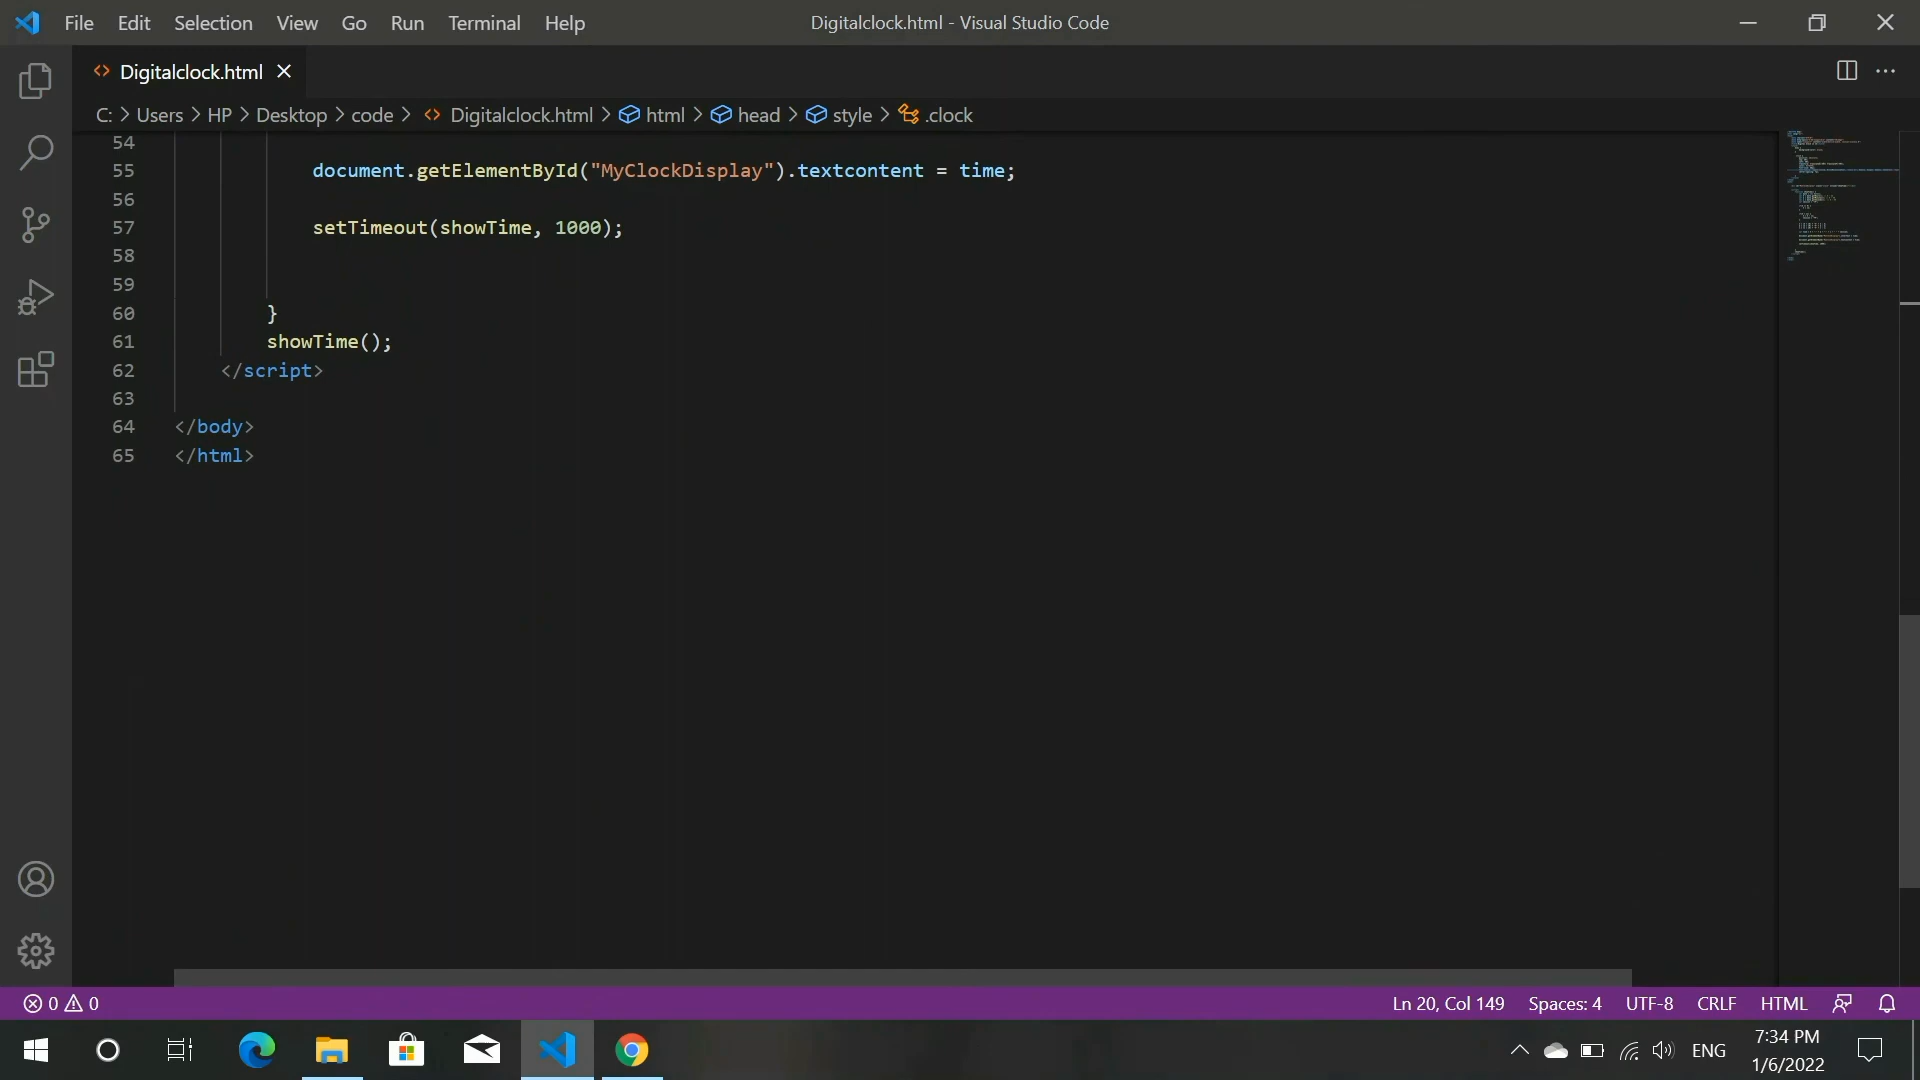 File Edit Selection View Go Run Terminal Help
Digitalclock.html - Visual Studio Code
Digitalclock.html
C: > Users > HP > Desktop > code > Digitalclock.html > html > head > style > .clock
54
55 document.getElementById("MyClockDisplay").textcontent = time;
56
57 setTimeout(showTime, 1000);
58
59
60 }
61 showTime();
62 </script>
63
64 </body>
65 </html>
0 0
Ln 20, Col 149 Spaces: 4 UTF-8 CRLF HTML
ENG
7:34 PM
1/6/2022